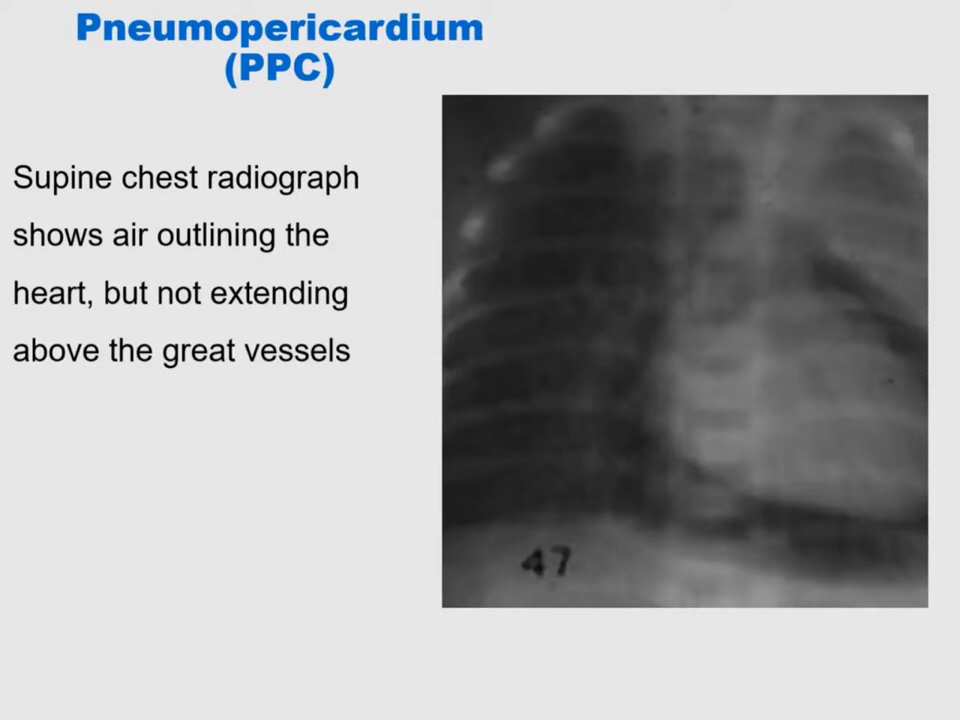 Pneumopericardium
(PPC)
Supine chest radiograph
shows air outlining the
heart, but not extending
above the great vessels
47